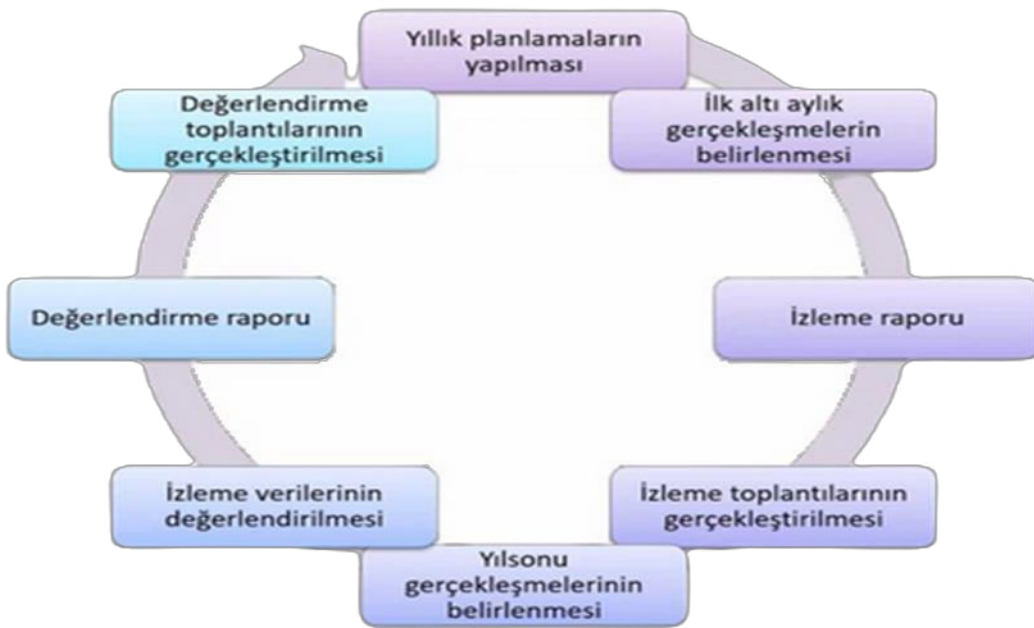 Yıllık planlamaların
yapılması
İlk altı aylık
gerçekleşmelerin
belirlenmesi
İzleme raporu
İzleme toplantılarının
gerçekleştirilmesi
Yılsonu
gerçekleşmelerinin
belirlenmesi
İzleme verilerinin
değerlendirilmesi
Değerlendirme raporu
Değerlendirme
toplantılarının
gerçekleştirilmesi